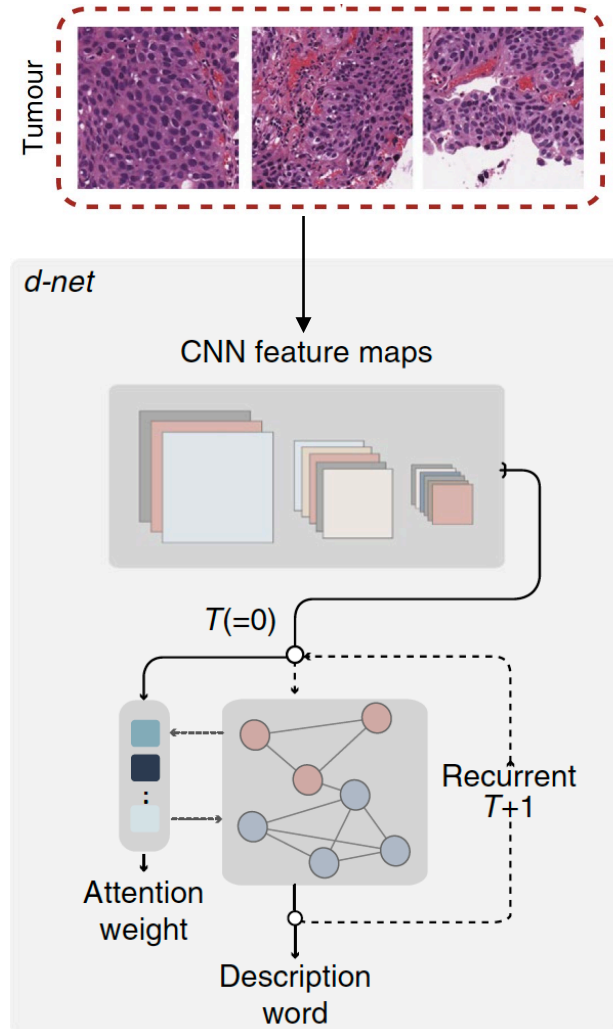 Tumour
d-net
CNN feature maps
T(=0)
Recurrent
T+1
Attention
weight
Description
word